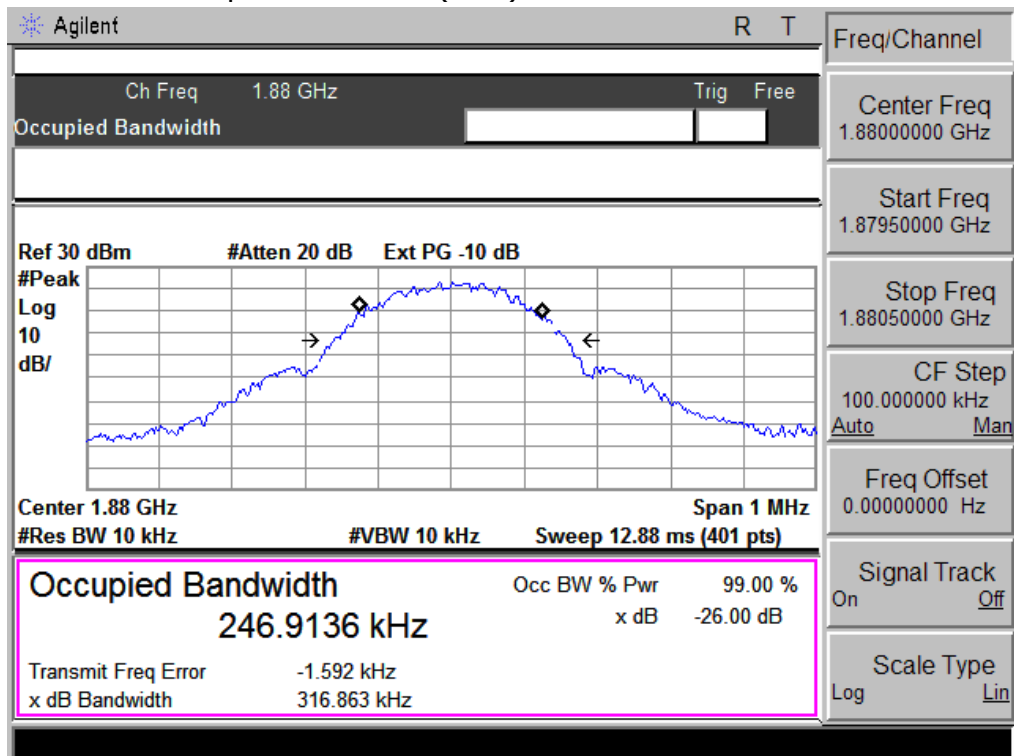 Agilent R T
Ch Freq 1.88 GHz Trig Free
Occupied Bandwidth
Ref 30 dBm #Atten 20 dB Ext PG -10 dB
#Peak
Log
10
dB/
Center 1.88 GHz Span 1 MHz
#Res BW 10 kHz #VBW 10 kHz Sweep 12.88 ms (401 pts)
Occupied Bandwidth Occ BW % Pwr 99.00 %
246.9136 kHz x dB -26.00 dB
Transmit Freq Error -1.592 kHz
x dB Bandwidth 316.863 kHz
Freq/Channel
Center Freq
1.88000000 GHz
Start Freq
1.87950000 GHz
Stop Freq
1.88050000 GHz
CF Step
100.000000 kHz
Auto Man
Freq Offset
0.00000000 Hz
Signal Track
On Off
Scale Type
Log Lin